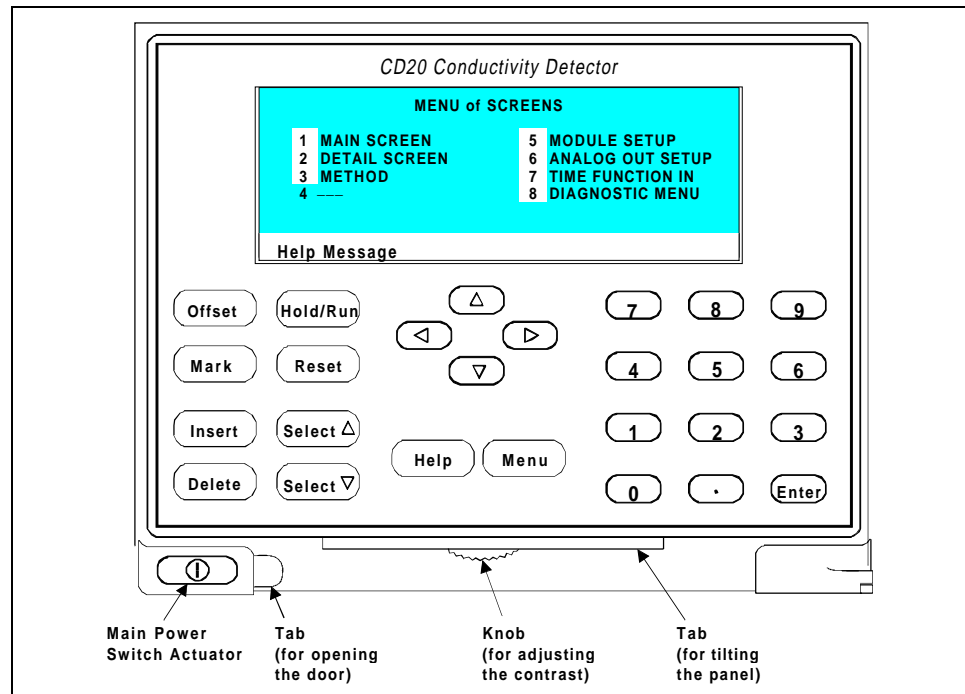 CD20 Conductivity Detector
MENU of SCREENS
1 MAIN SCREEN
2 DETAIL SCREEN
3 METHOD
4 ———
5 MODULE SETUP
6 ANALOG OUT SETUP
7 TIME FUNCTION IN
8 DIAGNOSTIC MENU
Help Message
Offset
Hold/Run
Mark
Reset
Insert
Select △
Delete
Select ▽
△
◁ ▷
▽
Help
Menu
7 8 9
4 5 6
1 2 3
0 . Enter
Main Power
Switch Actuator
Tab
(for opening
the door)
Knob
(for adjusting
the contrast)
Tab
(for tilting
the panel)